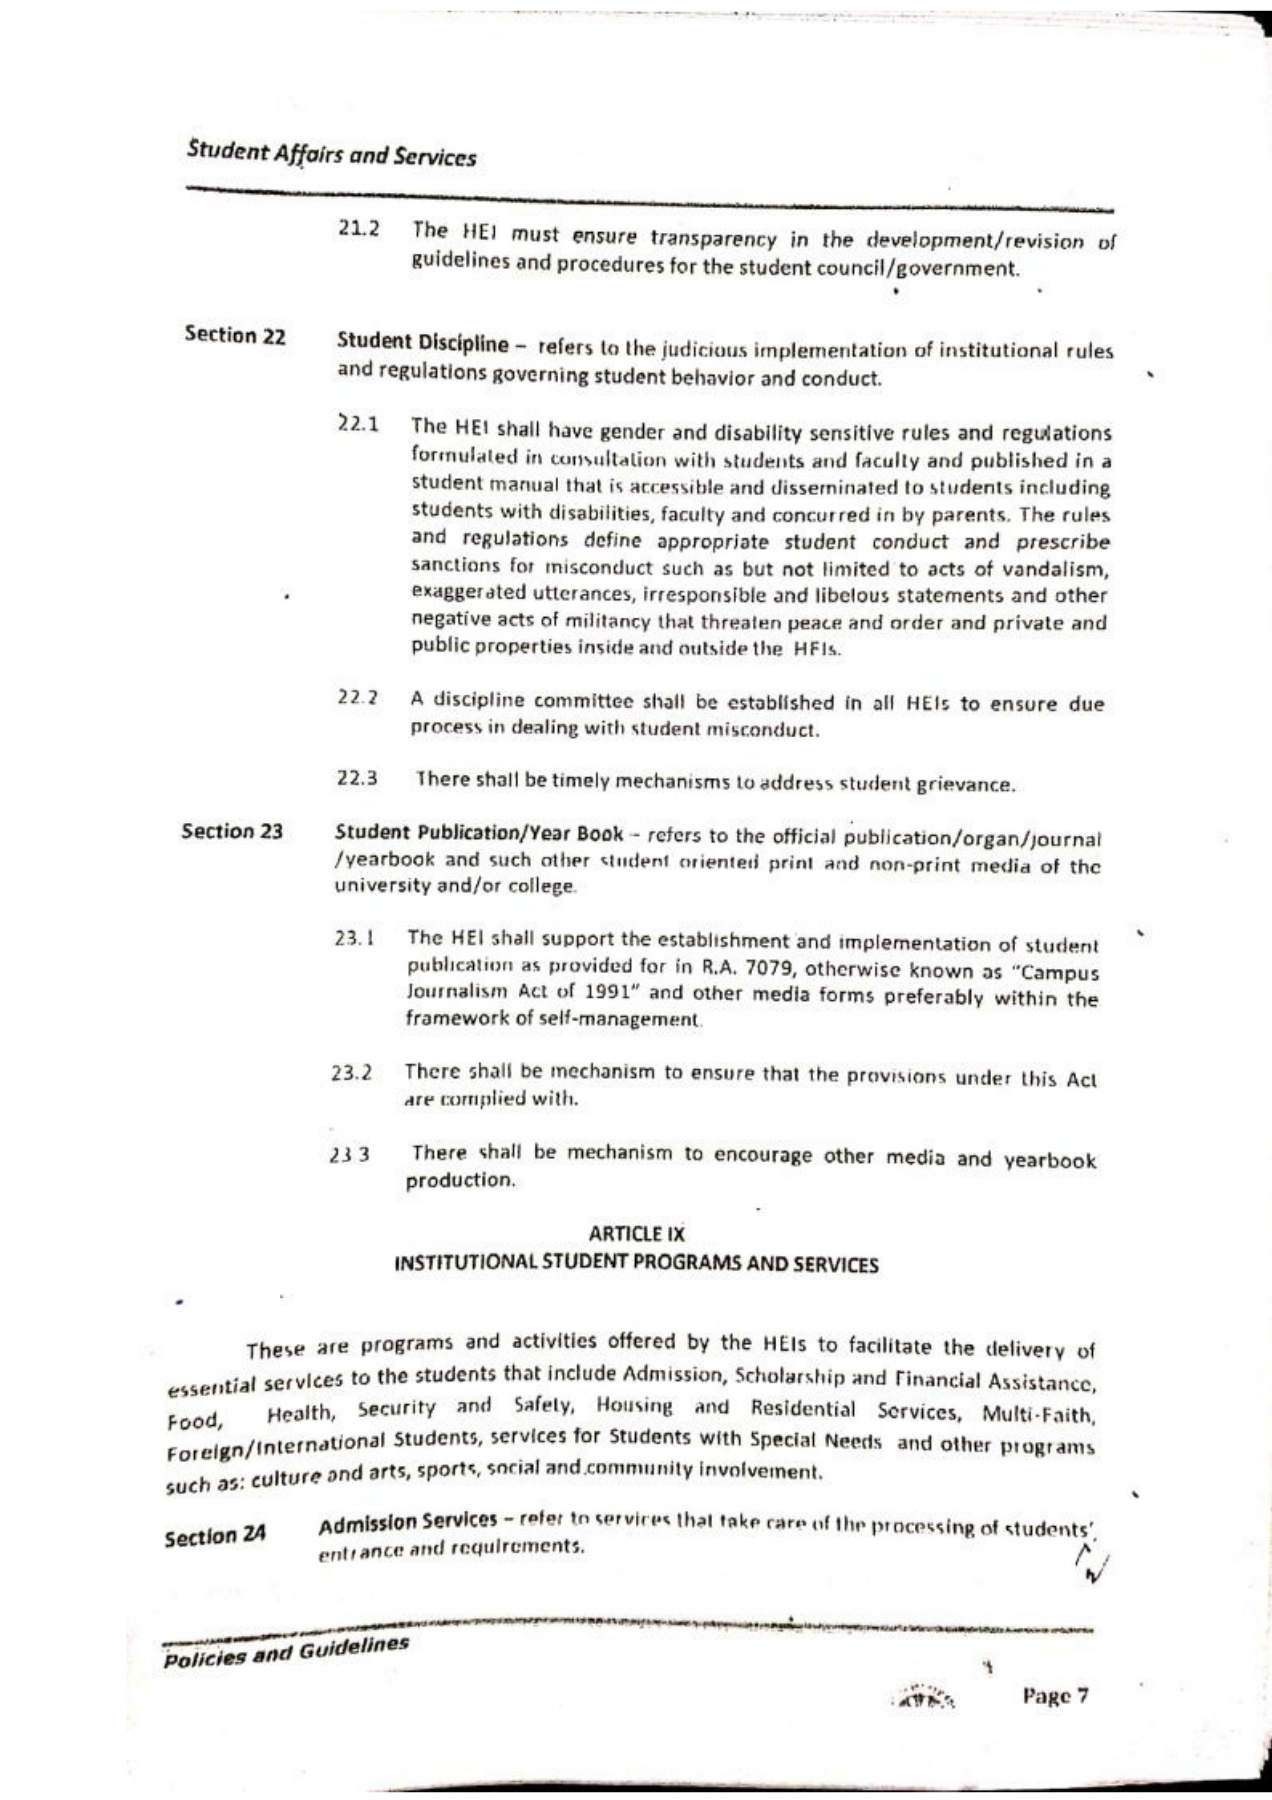 Student Affairs and Services
21.2 The HEI must ensure transparency in the development/revision of
guidelines and procedures for the student council/government.
Section 22 Student Discipline – refers to the judicious implementation of institutional rules
and regulations governing student behavior and conduct.
22.1 The HEI shall have gender and disability sensitive rules and regulations
formulated in consultation with students and faculty and published in a
student manual that is accessible and disseminated to students including
students with disabilities, faculty and concurred in by parents. The rules
and regulations define appropriate student conduct and prescribe
sanctions for misconduct such as but not limited to acts of vandalism,
exaggerated utterances, irresponsible and libelous statements and other
negative acts of militancy that threaten peace and order and private and
public properties inside and outside the HEIs.
22.2 A discipline committee shall be established in all HEIs to ensure due
process in dealing with student misconduct.
22.3 There shall be timely mechanisms to address student grievance.
Section 23 Student Publication/Year Book – refers to the official publication/organ/journal
/yearbook and such other student oriented print and non-print media of the
university and/or college.
23.1 The HEI shall support the establishment and implementation of student
publication as provided for in R.A. 7079, otherwise known as "Campus
Journalism Act of 1991" and other media forms preferably within the
framework of self-management.
23.2 There shall be mechanism to ensure that the provisions under this Act
are complied with.
23 3 There shall be mechanism to encourage other media and yearbook
production.
ARTICLE IX
INSTITUTIONAL STUDENT PROGRAMS AND SERVICES
These are programs and activities offered by the HEIs to facilitate the delivery of
essential services to the students that include Admission, Scholarship and Financial Assistance,
Food, Health, Security and Safety, Housing and Residential Services, Multi-Faith,
Foreign/International Students, services for Students with Special Needs and other programs
such as: culture and arts, sports, social and community involvement.
Section 24 Admission Services – refer to services that take care of the processing of students'
entrance and requirements.
Policies and Guidelines
Page 7